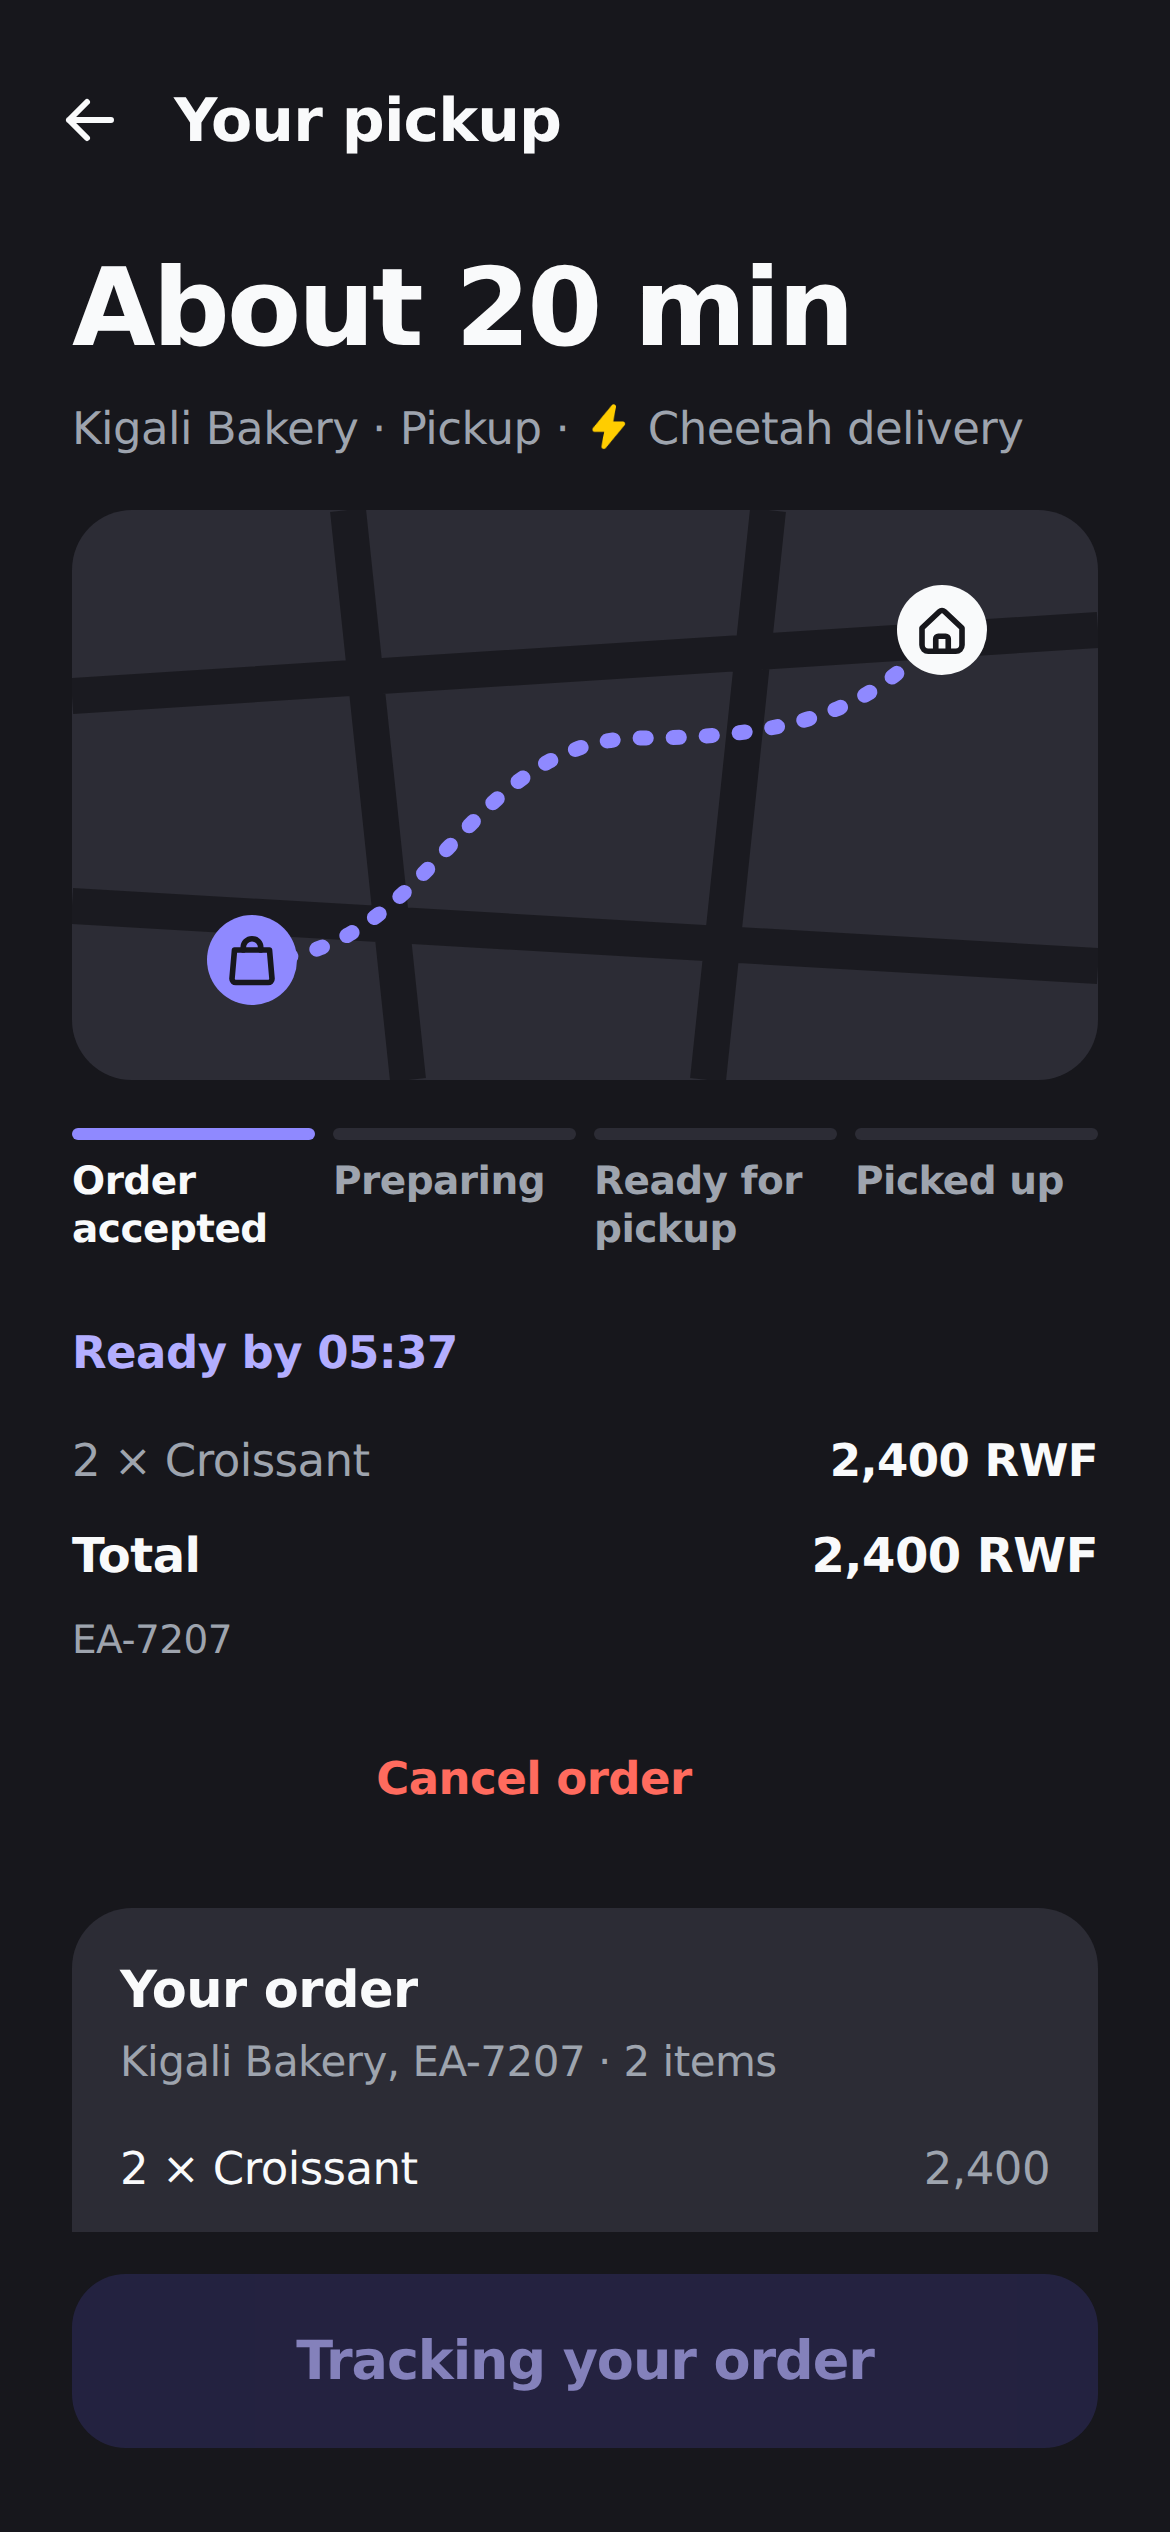 Your pickup
About 20 min
Kigali Bakery · Pickup · ⚡ Cheetah delivery
Order accepted
Preparing
Ready for pickup
Picked up
Ready by 05:37
2 × Croissant 2,400 RWF
Total 2,400 RWF
EA-7207
Cancel order
Your order
Kigali Bakery, EA-7207 · 2 items
2 × Croissant 2,400
Tracking your order